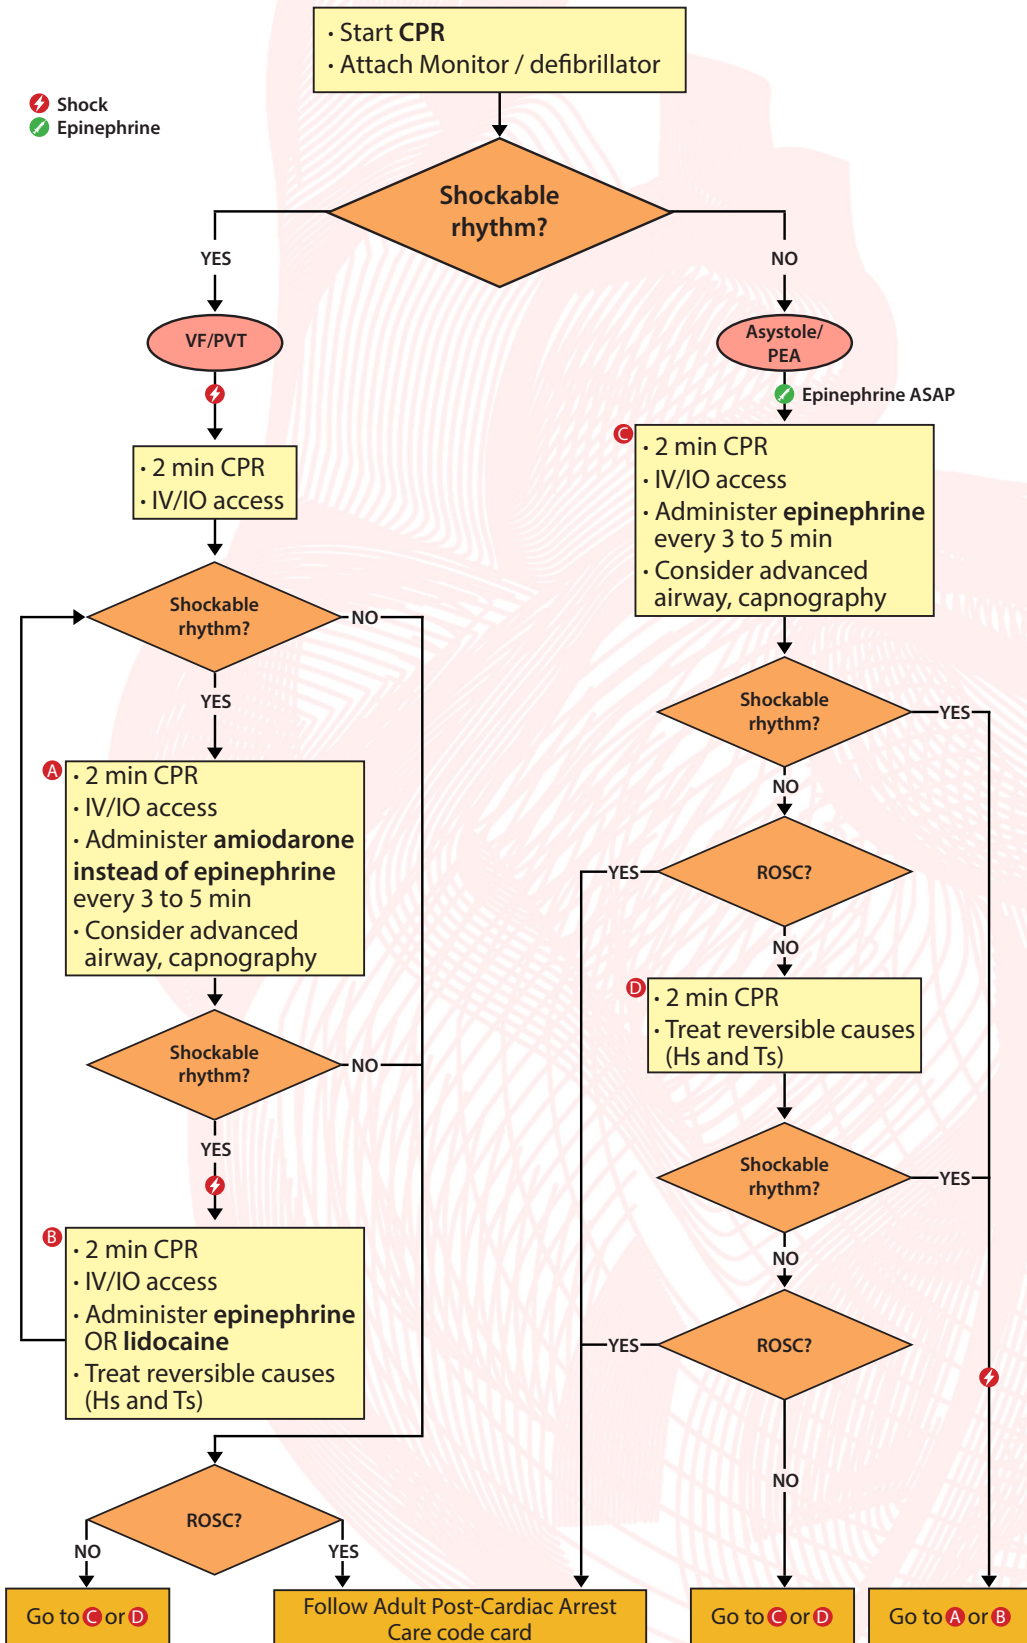 · Start CPR
· Attach Monitor / defibrillator
Shock
Epinephrine
Shockable
rhythm?
YES
NO
VF/PVT
Asystole/
PEA
Epinephrine ASAP
· 2 min CPR
· IV/IO access
C
· 2 min CPR
· IV/IO access
· Administer epinephrine
every 3 to 5 min
· Consider advanced
airway, capnography
Shockable
rhythm?
NO
YES
A
· 2 min CPR
· IV/IO access
· Administer amiodarone
instead of epinephrine
every 3 to 5 min
· Consider advanced
airway, capnography
Shockable
rhythm?
YES
NO
ROSC?
YES
NO
D
· 2 min CPR
· Treat reversible causes
(Hs and Ts)
Shockable
rhythm?
NO
YES
Shockable
rhythm?
YES
NO
B
· 2 min CPR
· IV/IO access
· Administer epinephrine
OR lidocaine
· Treat reversible causes
(Hs and Ts)
ROSC?
YES
NO
ROSC?
NO
YES
Go to C or D
Follow Adult Post-Cardiac Arrest
Care code card
Go to C or D
Go to A or B